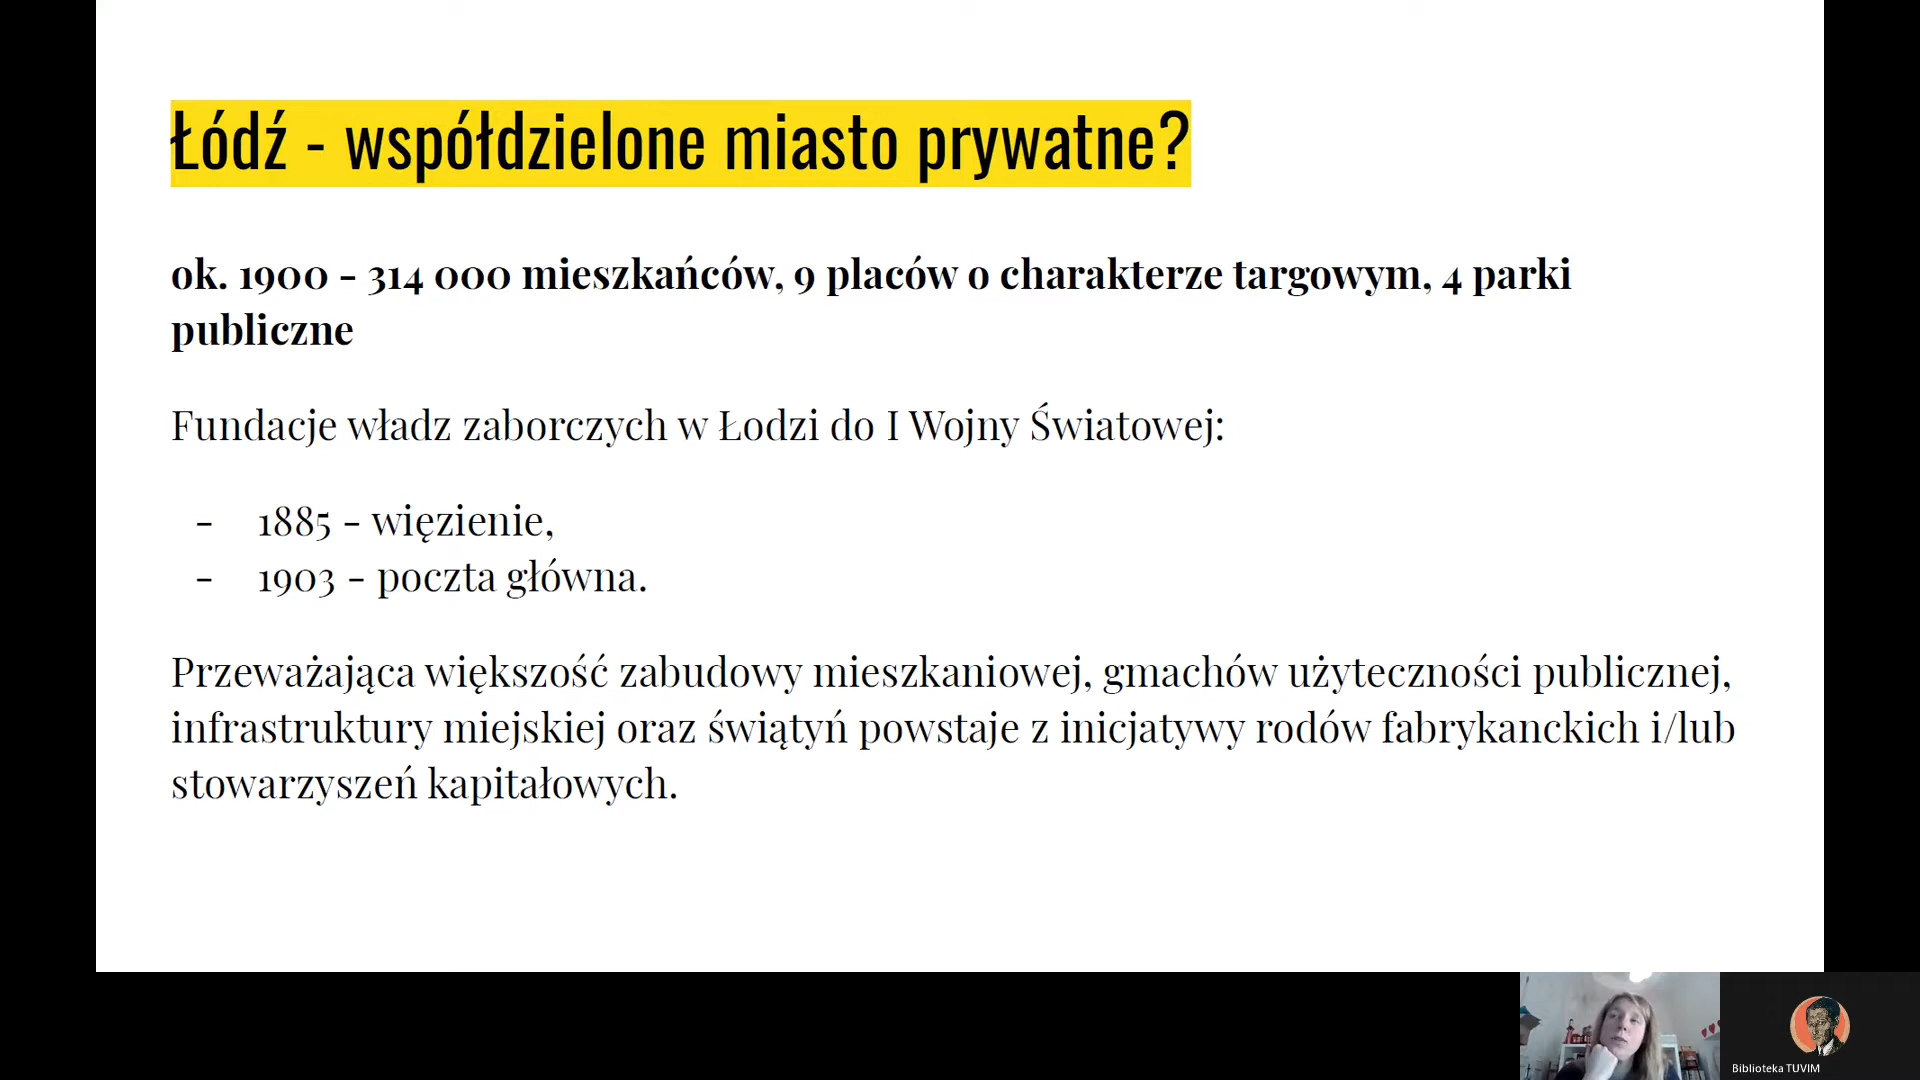 Łódź - współdzielone miasto prywatne?
ok. 1900 - 314 000 mieszkańców, 9 placów o charakterze targowym, 4 parki
publiczne
Fundacje władz zaborczych w Łodzi do I Wojny Światowej:
- 1885 - więzienie,
- 1903 - poczta główna.
Przeważająca większość zabudowy mieszkaniowej, gmachów użyteczności publicznej,
infrastruktury miejskiej oraz świątyń powstaje z inicjatywy rodów fabrykanckich i/lub
stowarzyszeń kapitałowych.
Biblioteka TUVIM